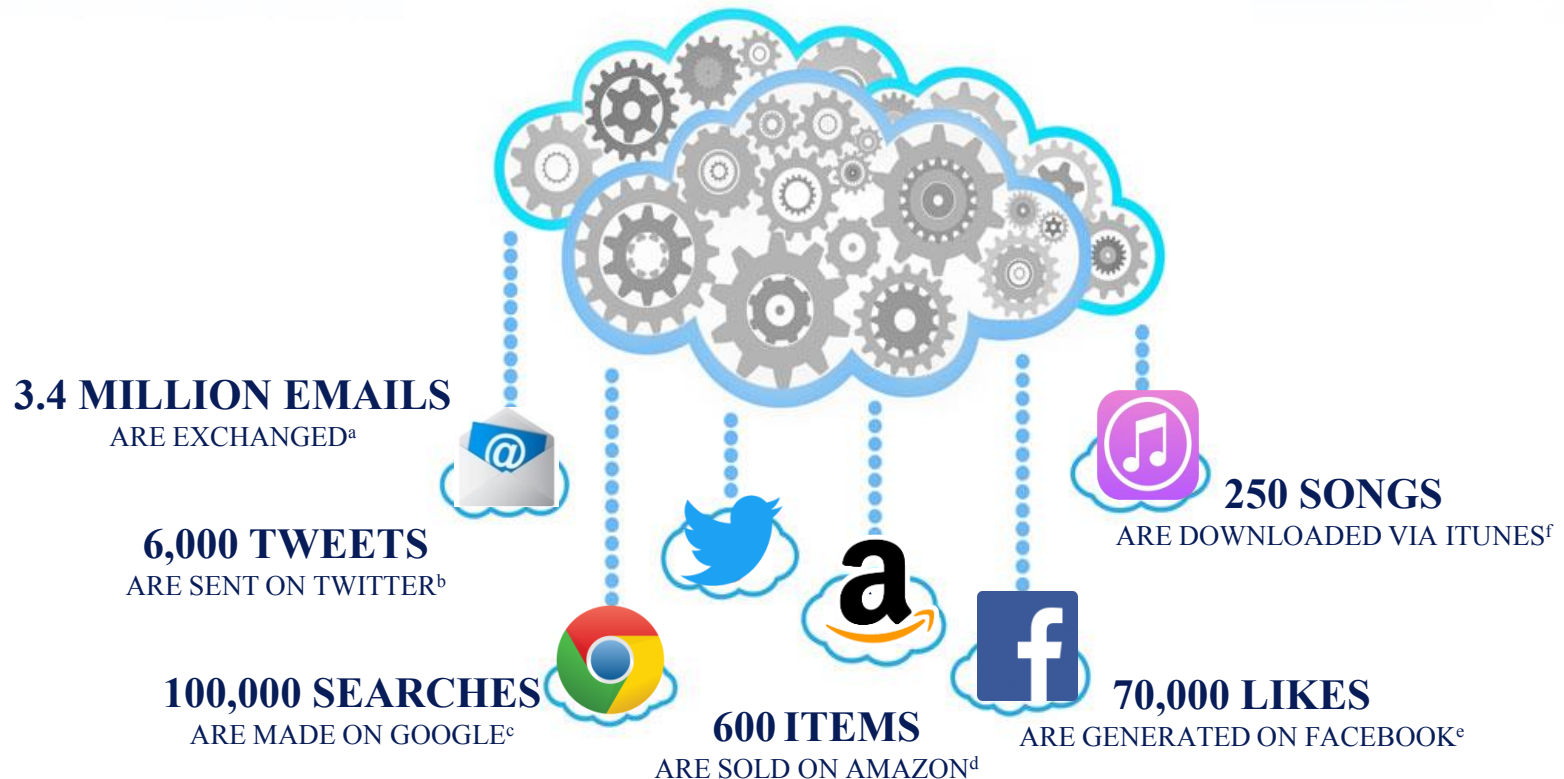 3.4 MILLION EMAILS
ARE EXCHANGEDᵃ
6,000 TWEETS
ARE SENT ON TWITTERᵇ
100,000 SEARCHES
ARE MADE ON GOOGLEᶜ
600 ITEMS
ARE SOLD ON AMAZONᵈ
70,000 LIKES
ARE GENERATED ON FACEBOOKᵉ
250 SONGS
ARE DOWNLOADED VIA ITUNESᶠ
@
a
f